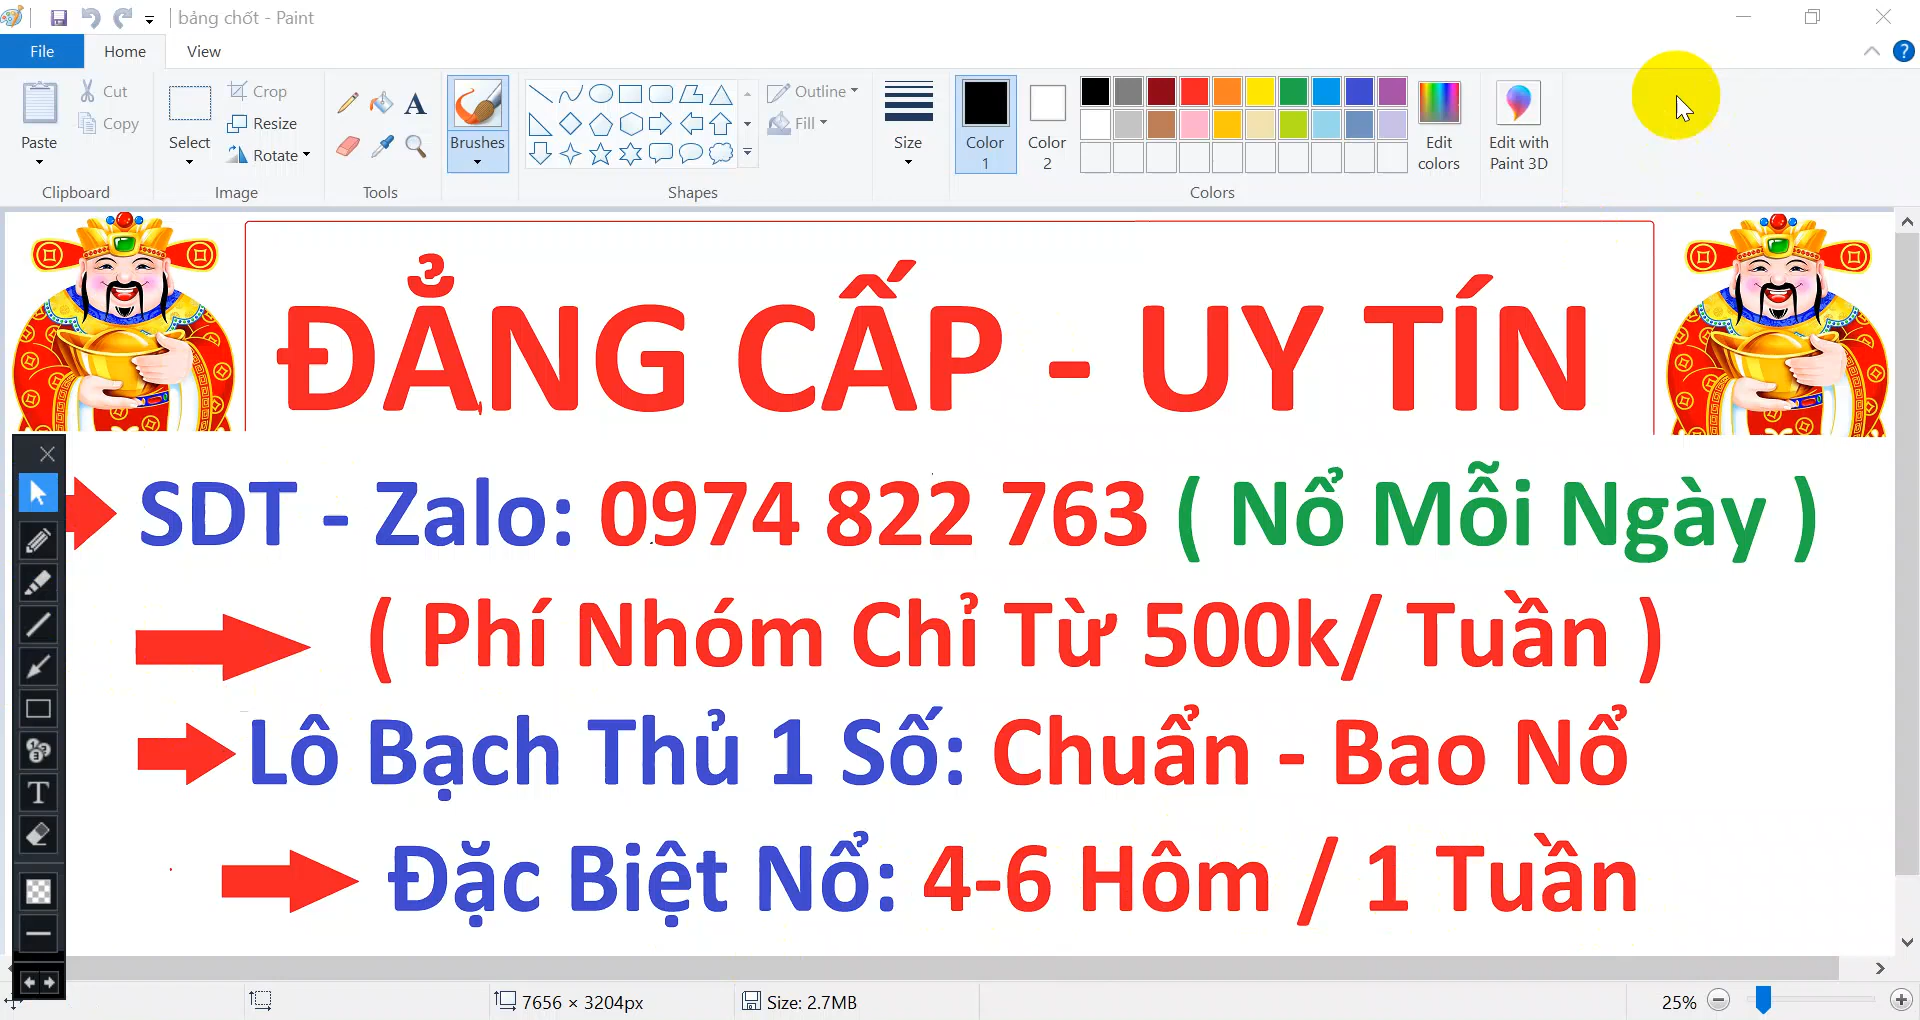 bảng chốt - Paint
File Home View
Paste
Cut
Copy
Clipboard
Select
Crop
Resize
Rotate
Image
A
Tools
Brushes
Outline
Fill
Shapes
Size
Color 1
Color 2
Edit colors
Colors
Edit with Paint 3D
?
ĐẲNG CẤP - UY TÍN
SDT - Zalo: 0974 822 763 ( Nổ Mỗi Ngày )
( Phí Nhóm Chỉ Từ 500k/ Tuần )
Lô Bạch Thủ 1 Số: Chuẩn - Bao Nổ
Đặc Biệt Nổ: 4-6 Hôm / 1 Tuần
T
7656 × 3204px
Size: 2.7MB
25%